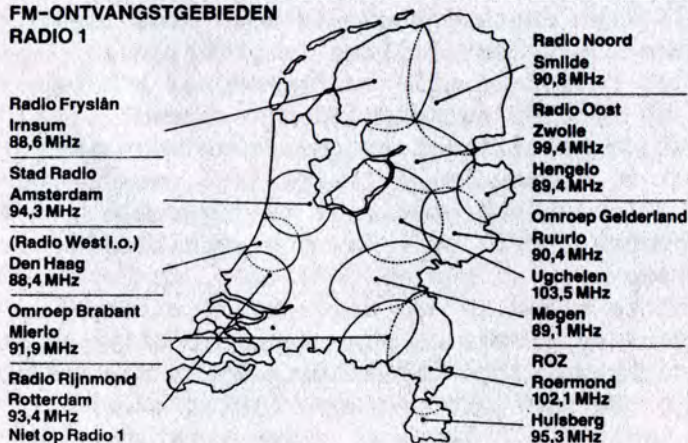 FM-ONTVANGSTGEBIEDEN
RADIO 1
Radio Fryslân
Irnsum
88,6 MHz
Stad Radio
Amsterdam
94,3 MHz
(Radio West i.o.)
Den Haag
88,4 MHz
Omroep Brabant
Mierlo
91,9 MHz
Radio Rijnmond
Rotterdam
93,4 MHz
Niet op Radio 1
Radio Noord
Smilde
90,8 MHz
Radio Oost
Zwolle
99,4 MHz
Hengelo
89,4 MHz
Omroep Gelderland
Ruurlo
90,4 MHz
Ugchelen
103,5 MHz
Megen
89,1 MHz
ROZ
Roermond
102,1 MHz
Hulsberg
95,3 MHz